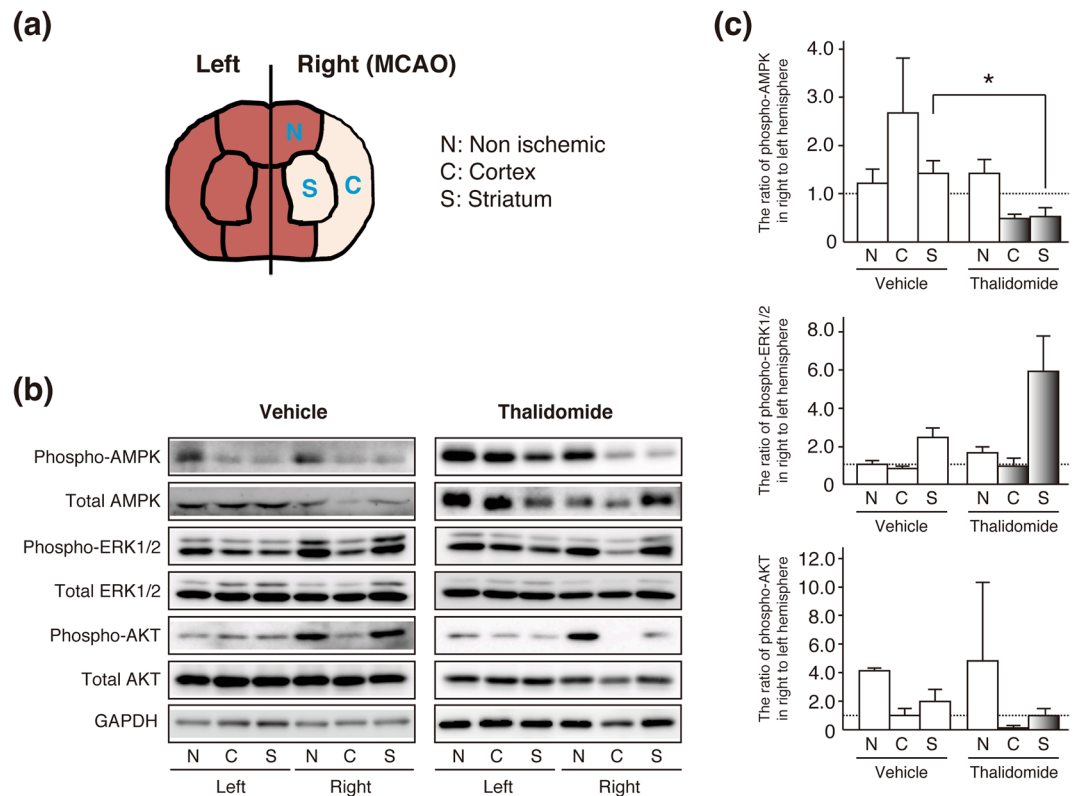 (a)
Left
Right (MCAO)
N
S
C
N: Non ischemic
C: Cortex
S: Striatum
(b)
Vehicle
Thalidomide
Phospho-AMPK
Total AMPK
Phospho-ERK1/2
Total ERK1/2
Phospho-AKT
Total AKT
GAPDH
N C S N C S
N C S N C S
Left Right
Left Right
(c)
The ratio of phospho-AMPK
in right to left hemisphere
4.0
3.0
2.0
1.0
0
*
N C S N C S
Vehicle Thalidomide
The ratio of phospho-ERK1/2
in right to left hemisphere
8.0
6.0
4.0
2.0
0
N C S N C S
Vehicle Thalidomide
The ratio of phospho-AKT
in right to left hemisphere
12.0
10.0
8.0
6.0
4.0
2.0
0
N C S N C S
Vehicle Thalidomide